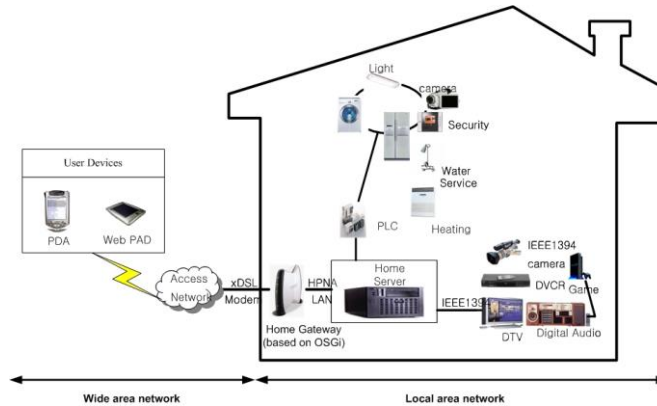 Light
camera
Security
User Devices
Water
Service
PDA
Web PAD
PLC
Heating
Access
Network
xDSL
Modem
HPNA
LAN
Home
Server
IEEE1394
camera
DVCR
Game
IEEE1394
Home Gateway
(based on OSGi)
DTV
Digital Audio
Wide area network
Local area network